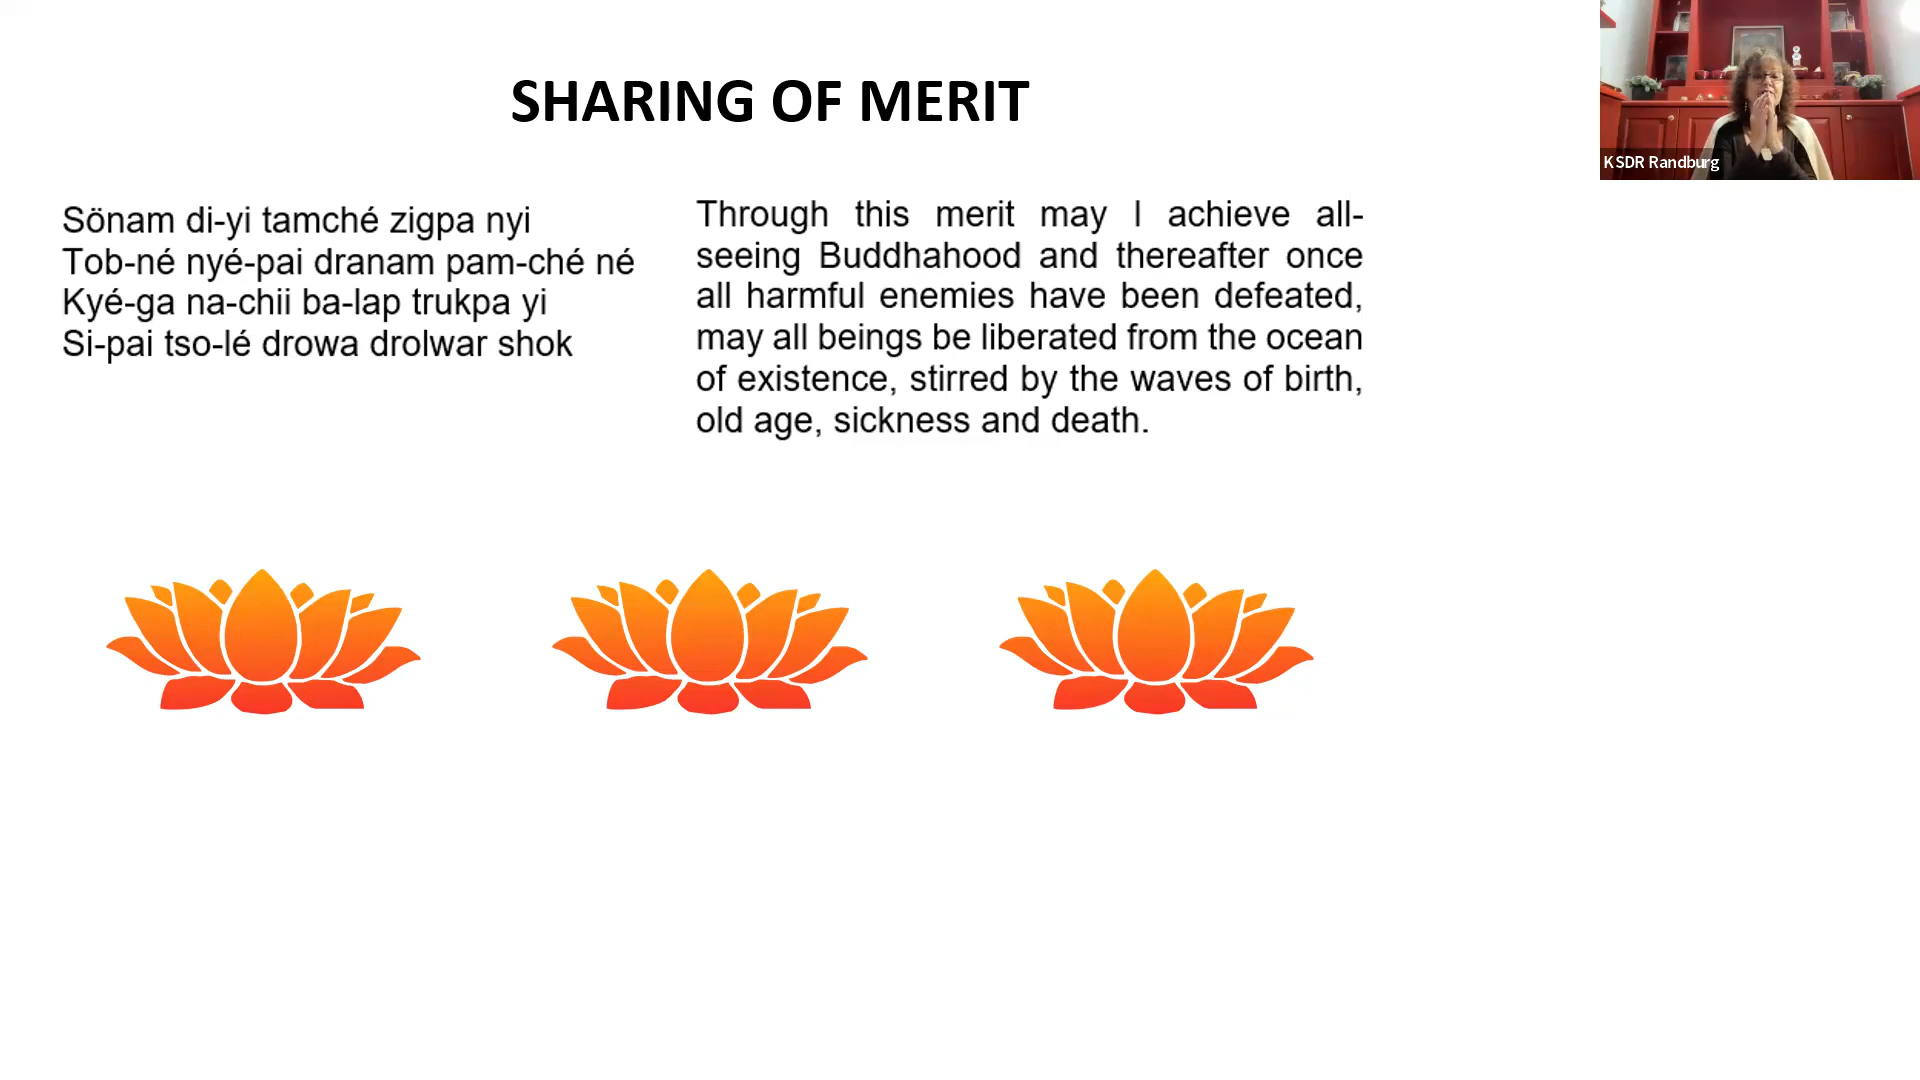 SHARING OF MERIT
Sönam di-yi tamché zigpa nyi
Tob-né nyé-pai dranam pam-ché né
Kyé-ga na-chii ba-lap trukpa yi
Si-pai tso-lé drowa drolwar shok
Through this merit may I achieve all-
seeing Buddhahood and thereafter once
all harmful enemies have been defeated,
may all beings be liberated from the ocean
of existence, stirred by the waves of birth,
old age, sickness and death.
KSDR Randburg